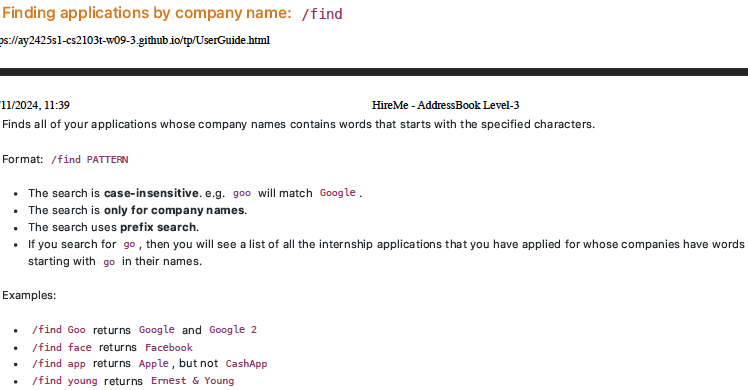 Finding applications by company name: /find
ps://ay2425s1-cs2103t-w09-3.github.io/tp/UserGuide.html
/11/2024, 11:39
HireMe - AddressBook Level-3
Finds all of your applications whose company names contains words that starts with the specified characters.
Format: /find PATTERN
• The search is case-insensitive. e.g. goo will match Google.
• The search is only for company names.
• The search uses prefix search.
• If you search for go, then you will see a list of all the internship applications that you have applied for whose companies have words
starting with go in their names.
Examples:
• /find Goo returns Google and Google 2
• /find face returns Facebook
• /find app returns Apple, but not CashApp
• /find young returns Ernest & Young